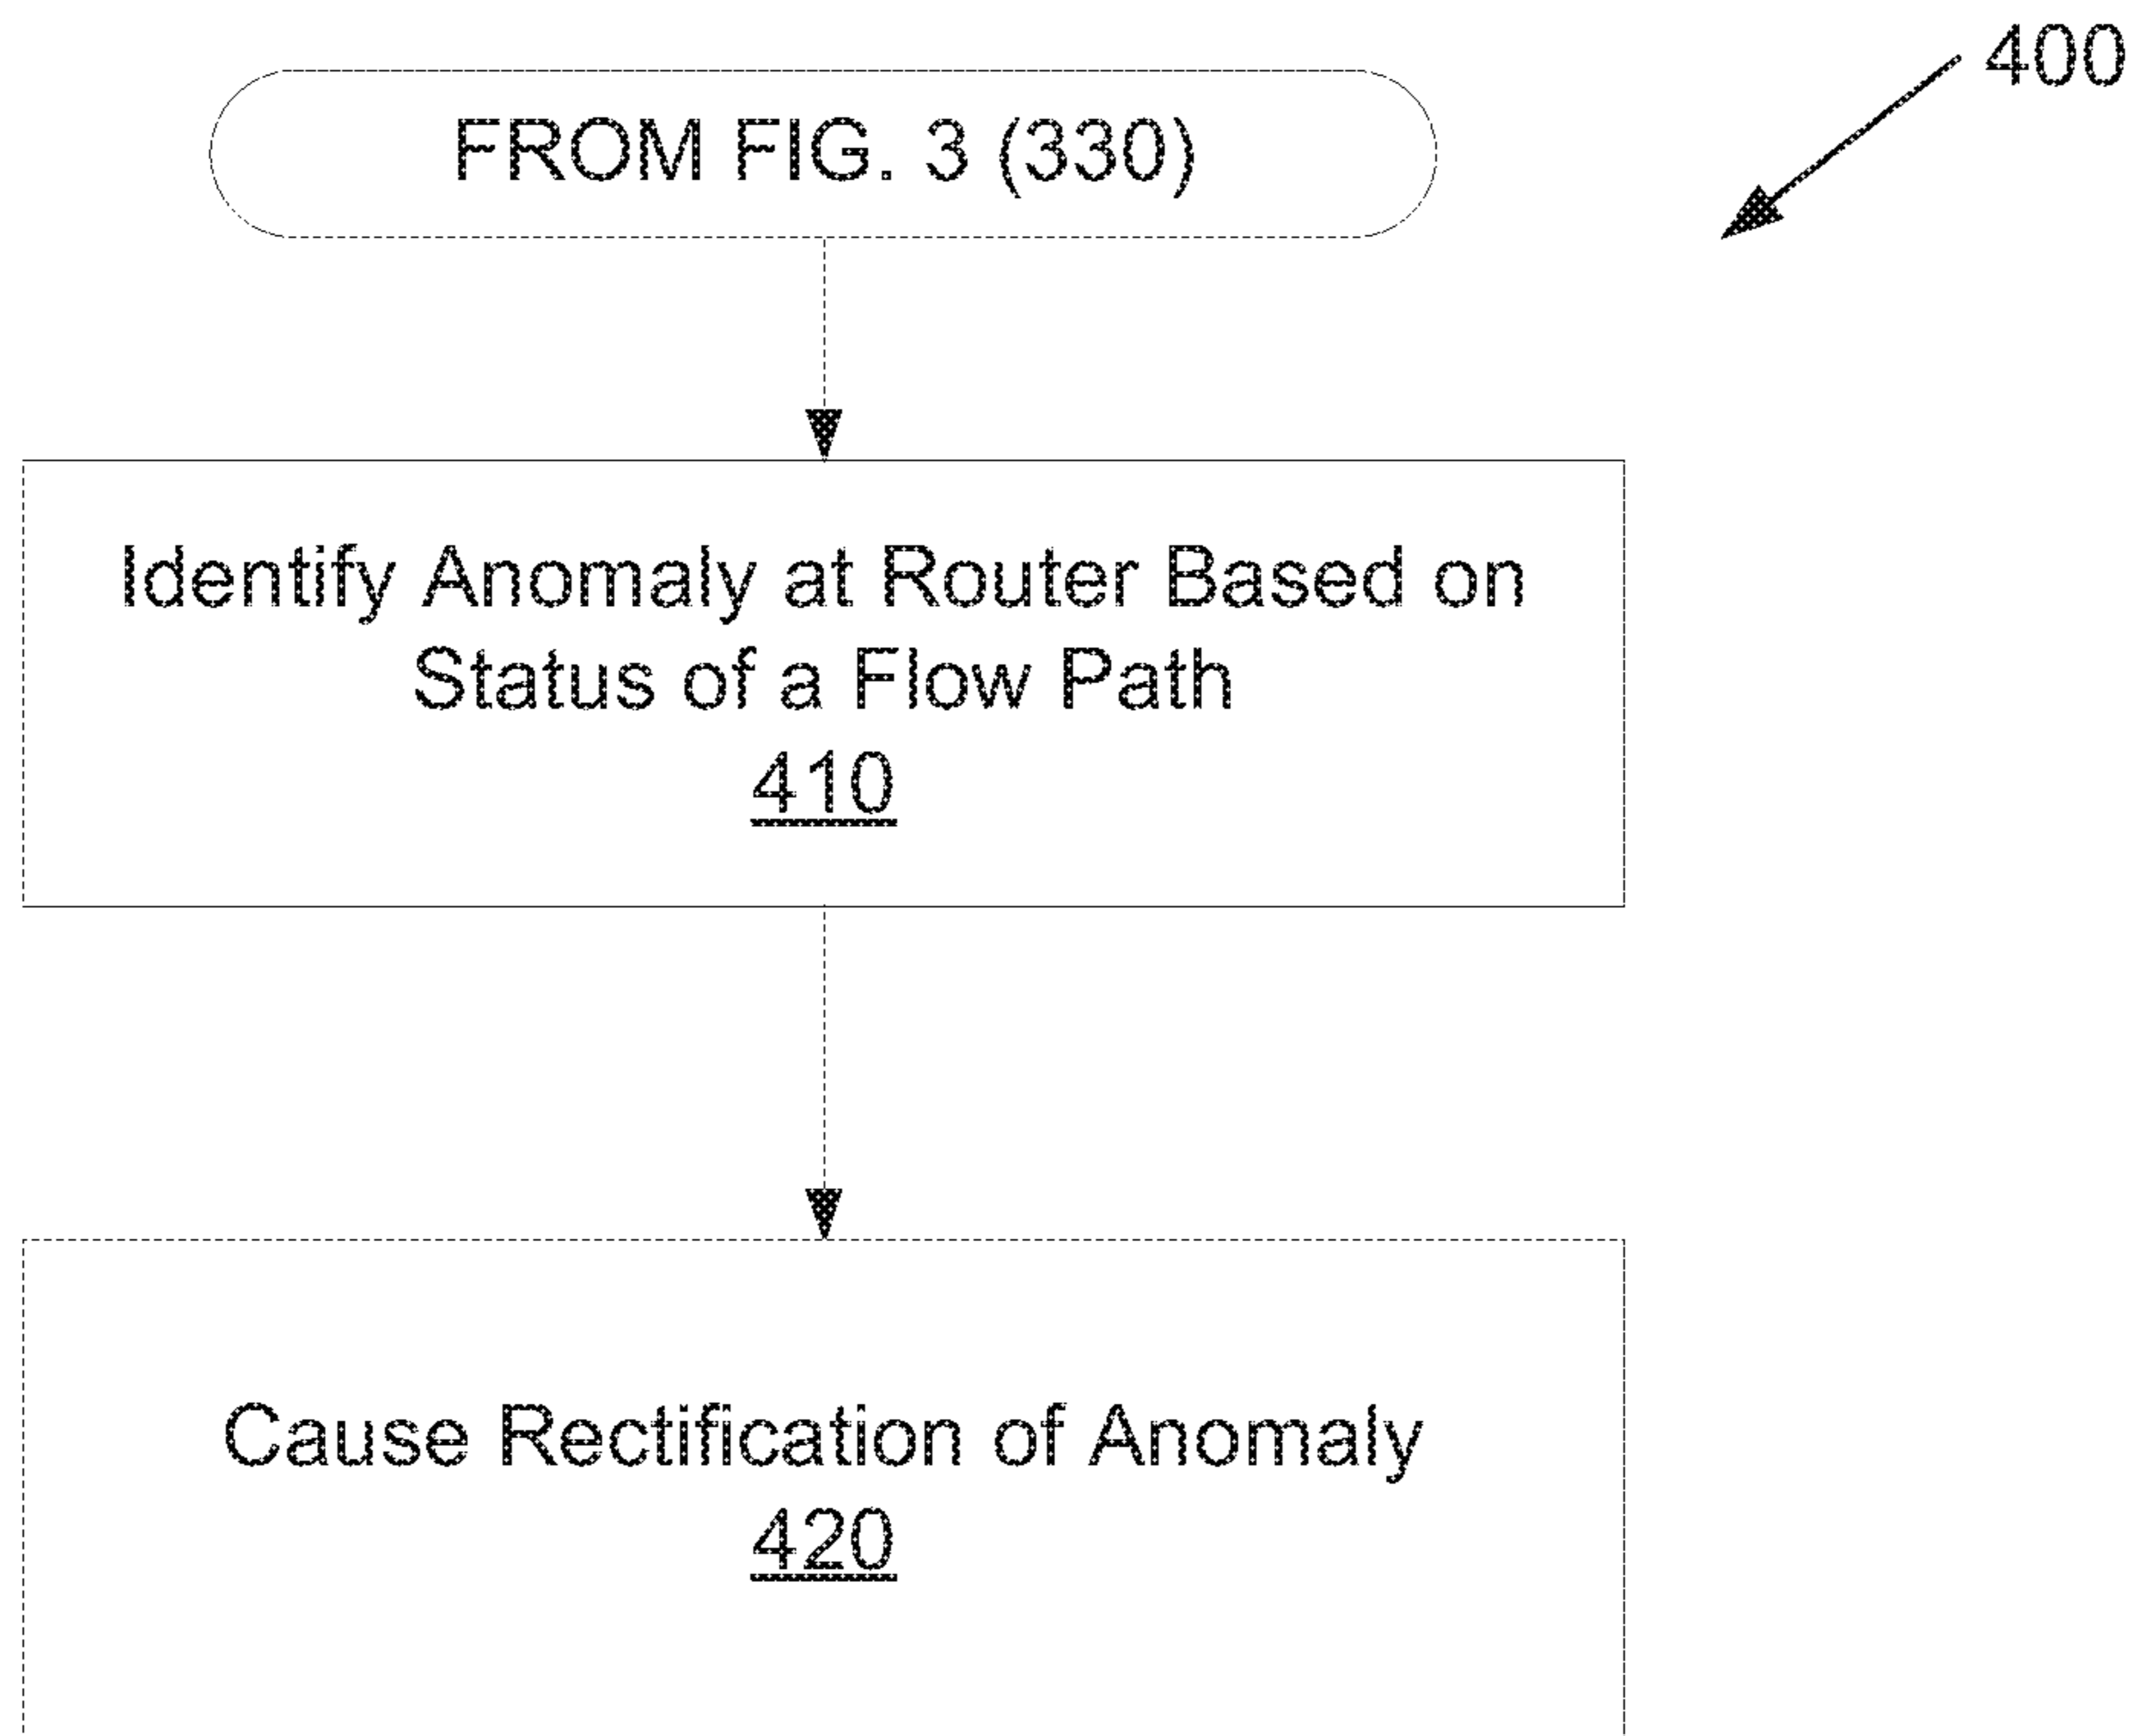 400
FROM FIG. 3 (330)
Identify Anomaly at Router Based on
Status of a Flow Path
410
Cause Rectification of Anomaly
420